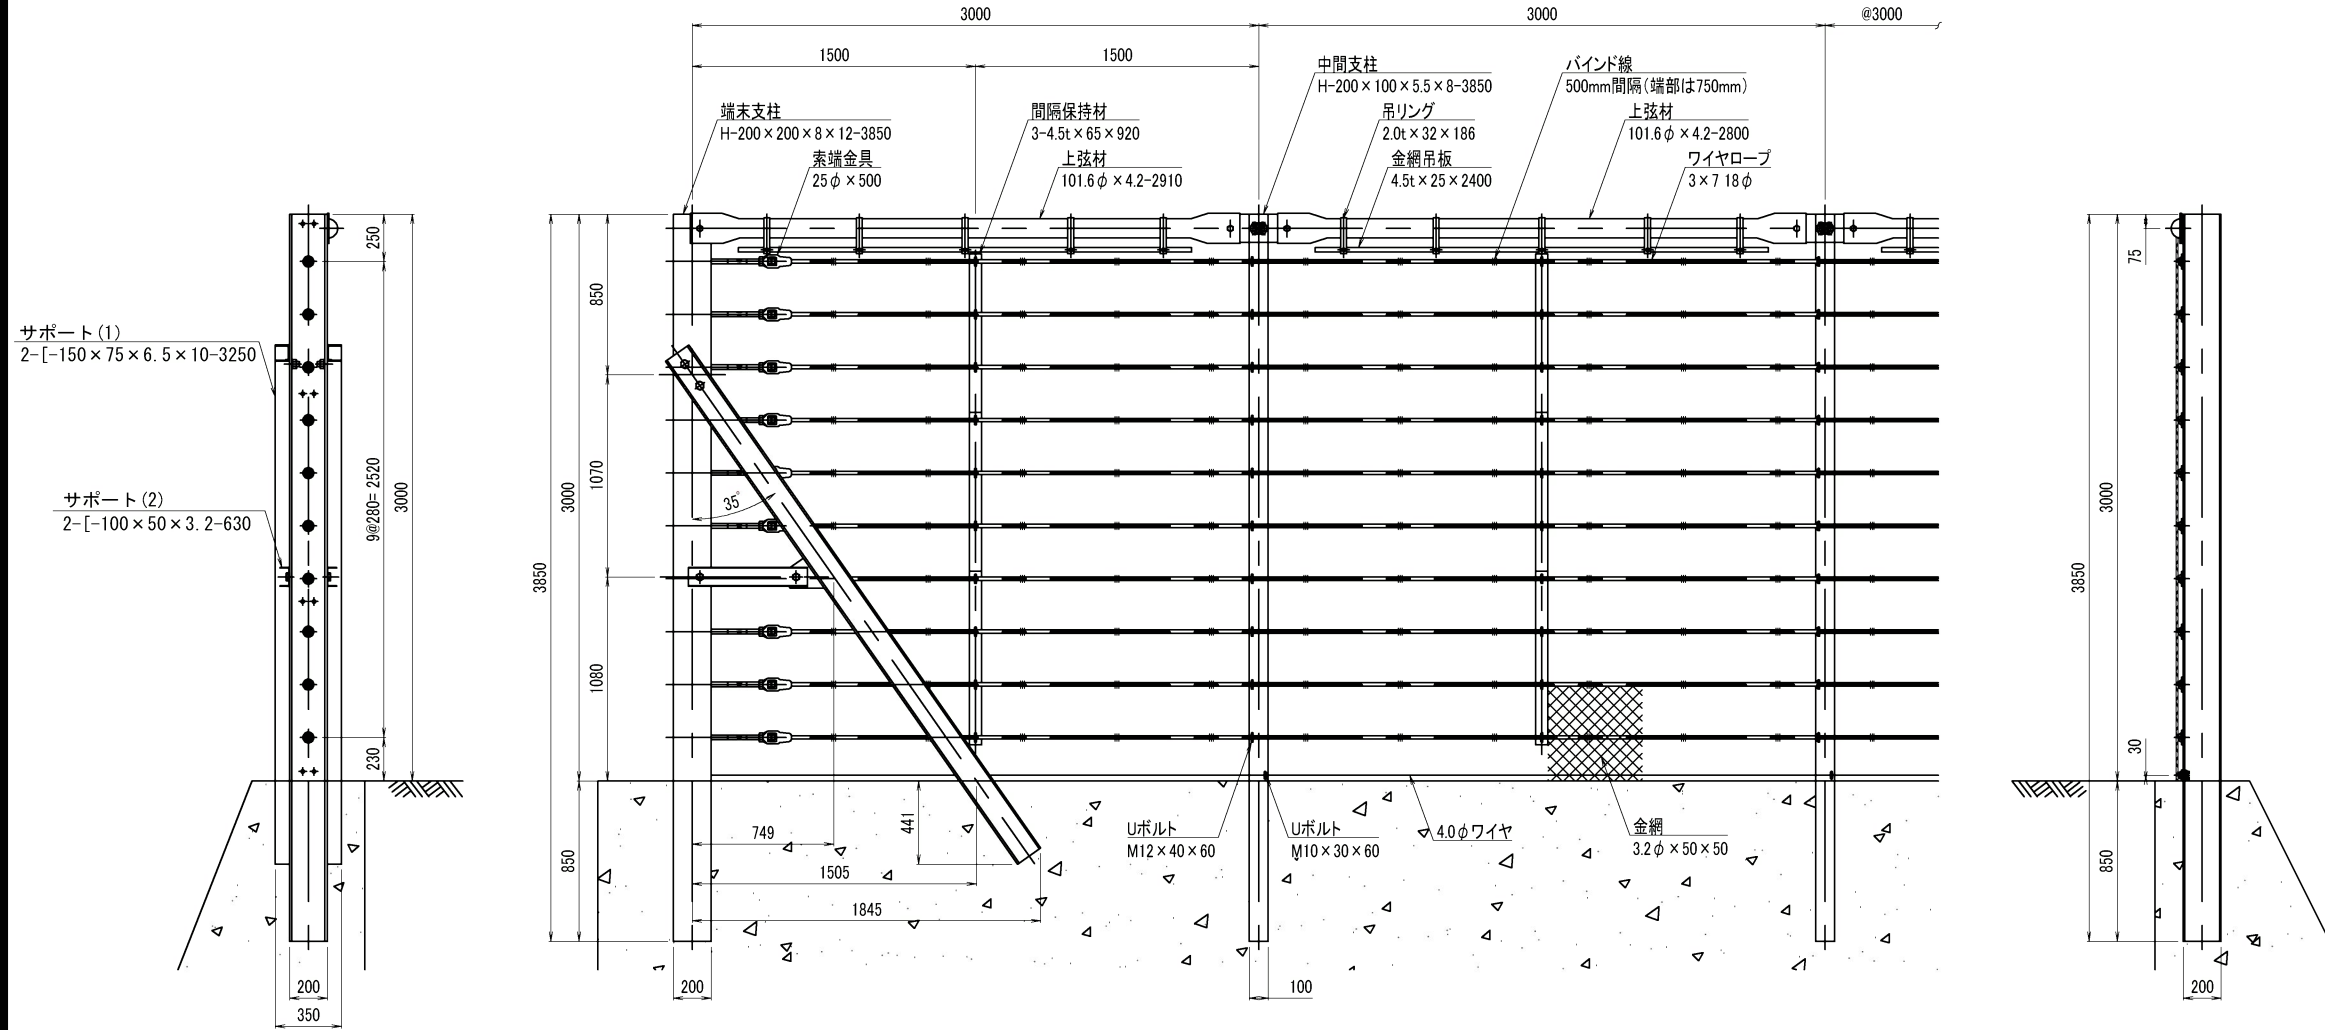 3000
3000
@3000
1500
1500
中間支柱
H-200×100×5.5×8-3850
バインド線
500mm間隔(端部は750mm)
端末支柱
H-200×200×8×12-3850
間隔保持材
3-4.5t×65×920
吊リング
2.0t×32×186
上弦材
101.6φ×4.2-2800
索端金具
25φ×500
上弦材
101.6φ×4.2-2910
金網吊板
4.5t×25×2400
ワイヤロープ
3×7 18φ
サポート(1)
2-[-150×75×6.5×10-3250
サポート(2)
2-[-100×50×3.2-630
250
9@280= 2520
3000
230
200
350
3850
3000
850
850
1070
1080
35°
749
441
1505
1845
200
Uボルト
M12×40×60
Uボルト
M10×30×60
4.0φワイヤ
金網
3.2φ×50×50
100
75
30
3850
3000
850
200